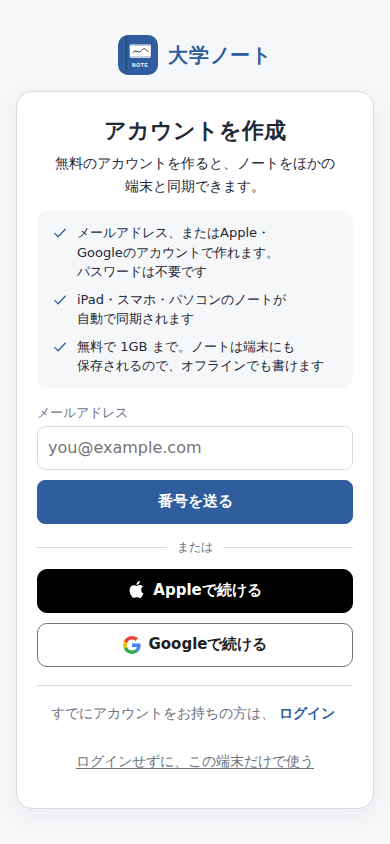 NOTE
大学ノート
アカウントを作成
無料のアカウントを作ると、ノートをほかの
端末と同期できます。
メールアドレス、またはApple・
Googleのアカウントで作れます。
パスワードは不要です
iPad・スマホ・パソコンのノートが
自動で同期されます
無料で 1GB まで。ノートは端末にも
保存されるので、オフラインでも書けます
メールアドレス
you@example.com
番号を送る
または
Appleで続ける
Googleで続ける
すでにアカウントをお持ちの方は、 ログイン
ログインせずに、この端末だけで使う